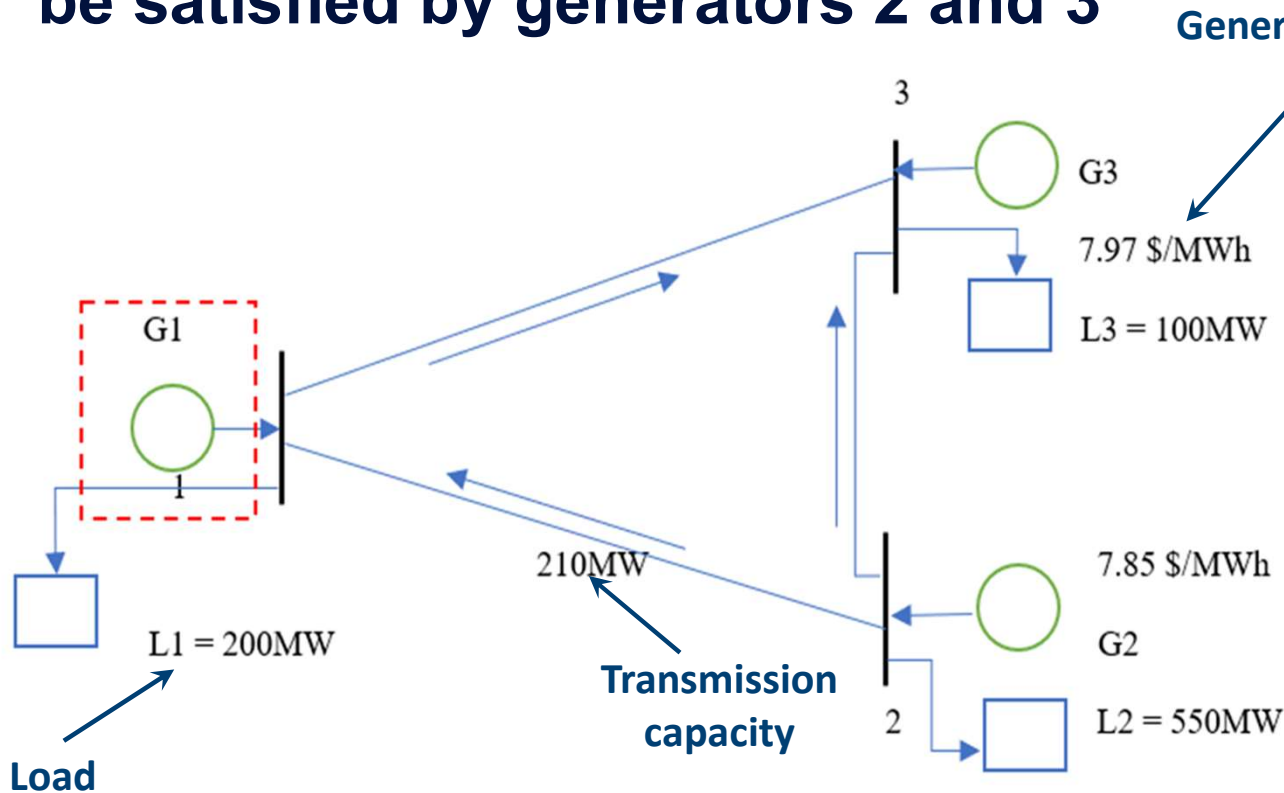 be satisfied by generators 2 and 3
Gener
3
G3
7.97 $/MWh
L3 = 100MW
G1
1
L1 = 200MW
210MW
Transmission
capacity
7.85 $/MWh
G2
2
L2 = 550MW
Load